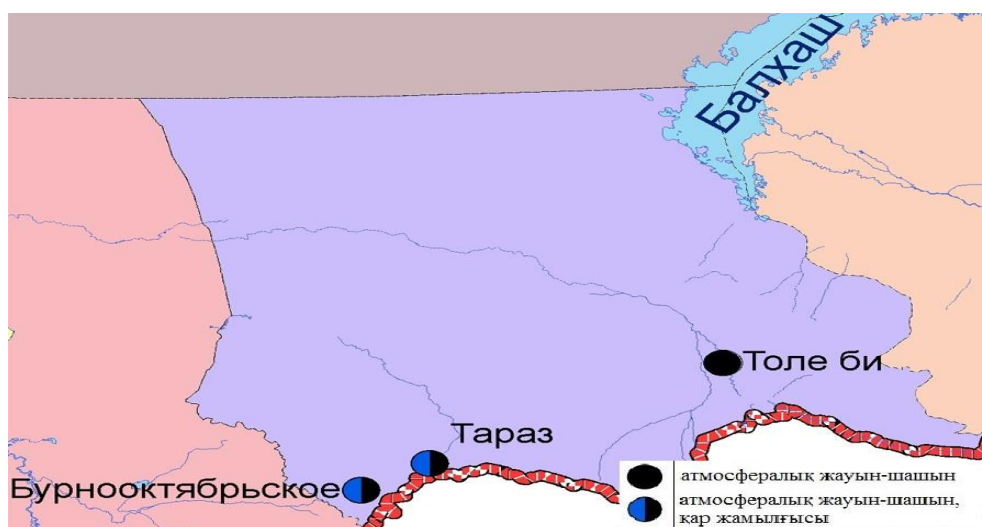 Балхаш
Толе би
Тараз
Бурнооктябрьское
атмосфералық жауын-шашын
атмосфералық жауын-шашын,
қар жамылғысы